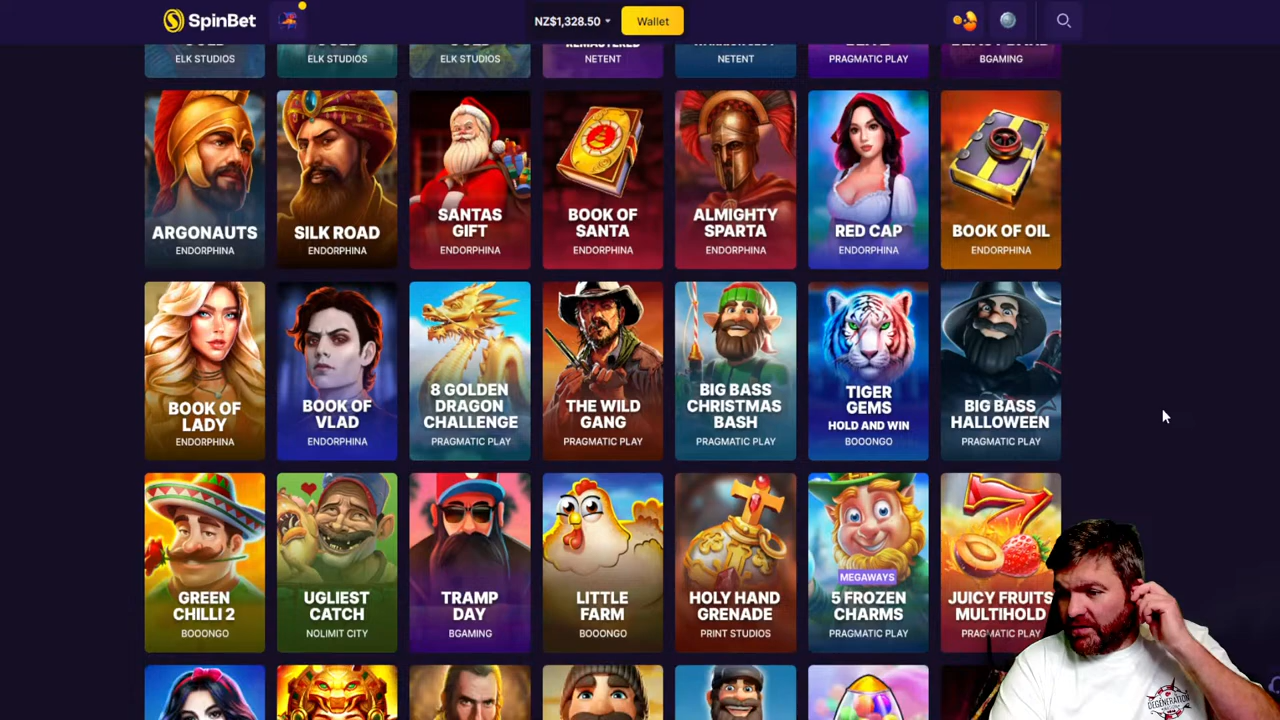 SpinBet
NZ$1,328.50
Wallet
ELK STUDIOS
ELK STUDIOS
ELK STUDIOS
REMASTERED
NETENT
NETENT
PRAGMATIC PLAY
BGAMING
ARGONAUTS
ENDORPHINA
SILK ROAD
ENDORPHINA
SANTAS
GIFT
ENDORPHINA
BOOK OF
SANTA
ENDORPHINA
ALMIGHTY
SPARTA
ENDORPHINA
RED CAP
ENDORPHINA
BOOK OF OIL
ENDORPHINA
BOOK OF
LADY
ENDORPHINA
BOOK OF
VLAD
ENDORPHINA
8 GOLDEN
DRAGON
CHALLENGE
PRAGMATIC PLAY
THE WILD
GANG
PRAGMATIC PLAY
BIG BASS
CHRISTMAS
BASH
PRAGMATIC PLAY
TIGER
GEMS
HOLD AND WIN
BOOONGO
BIG BASS
HALLOWEEN
PRAGMATIC PLAY
GREEN
CHILLI 2
BOOONGO
UGLIEST
CATCH
NOLIMIT CITY
TRAMP
DAY
BGAMING
LITTLE
FARM
BOOONGO
HOLY HAND
GRENADE
PRINT STUDIOS
MEGAWAYS
5 FROZEN
CHARMS
PRAGMATIC PLAY
JUICY FRUITS
MULTIHOLD
PRAGMATIC PLAY
DEGENERATION